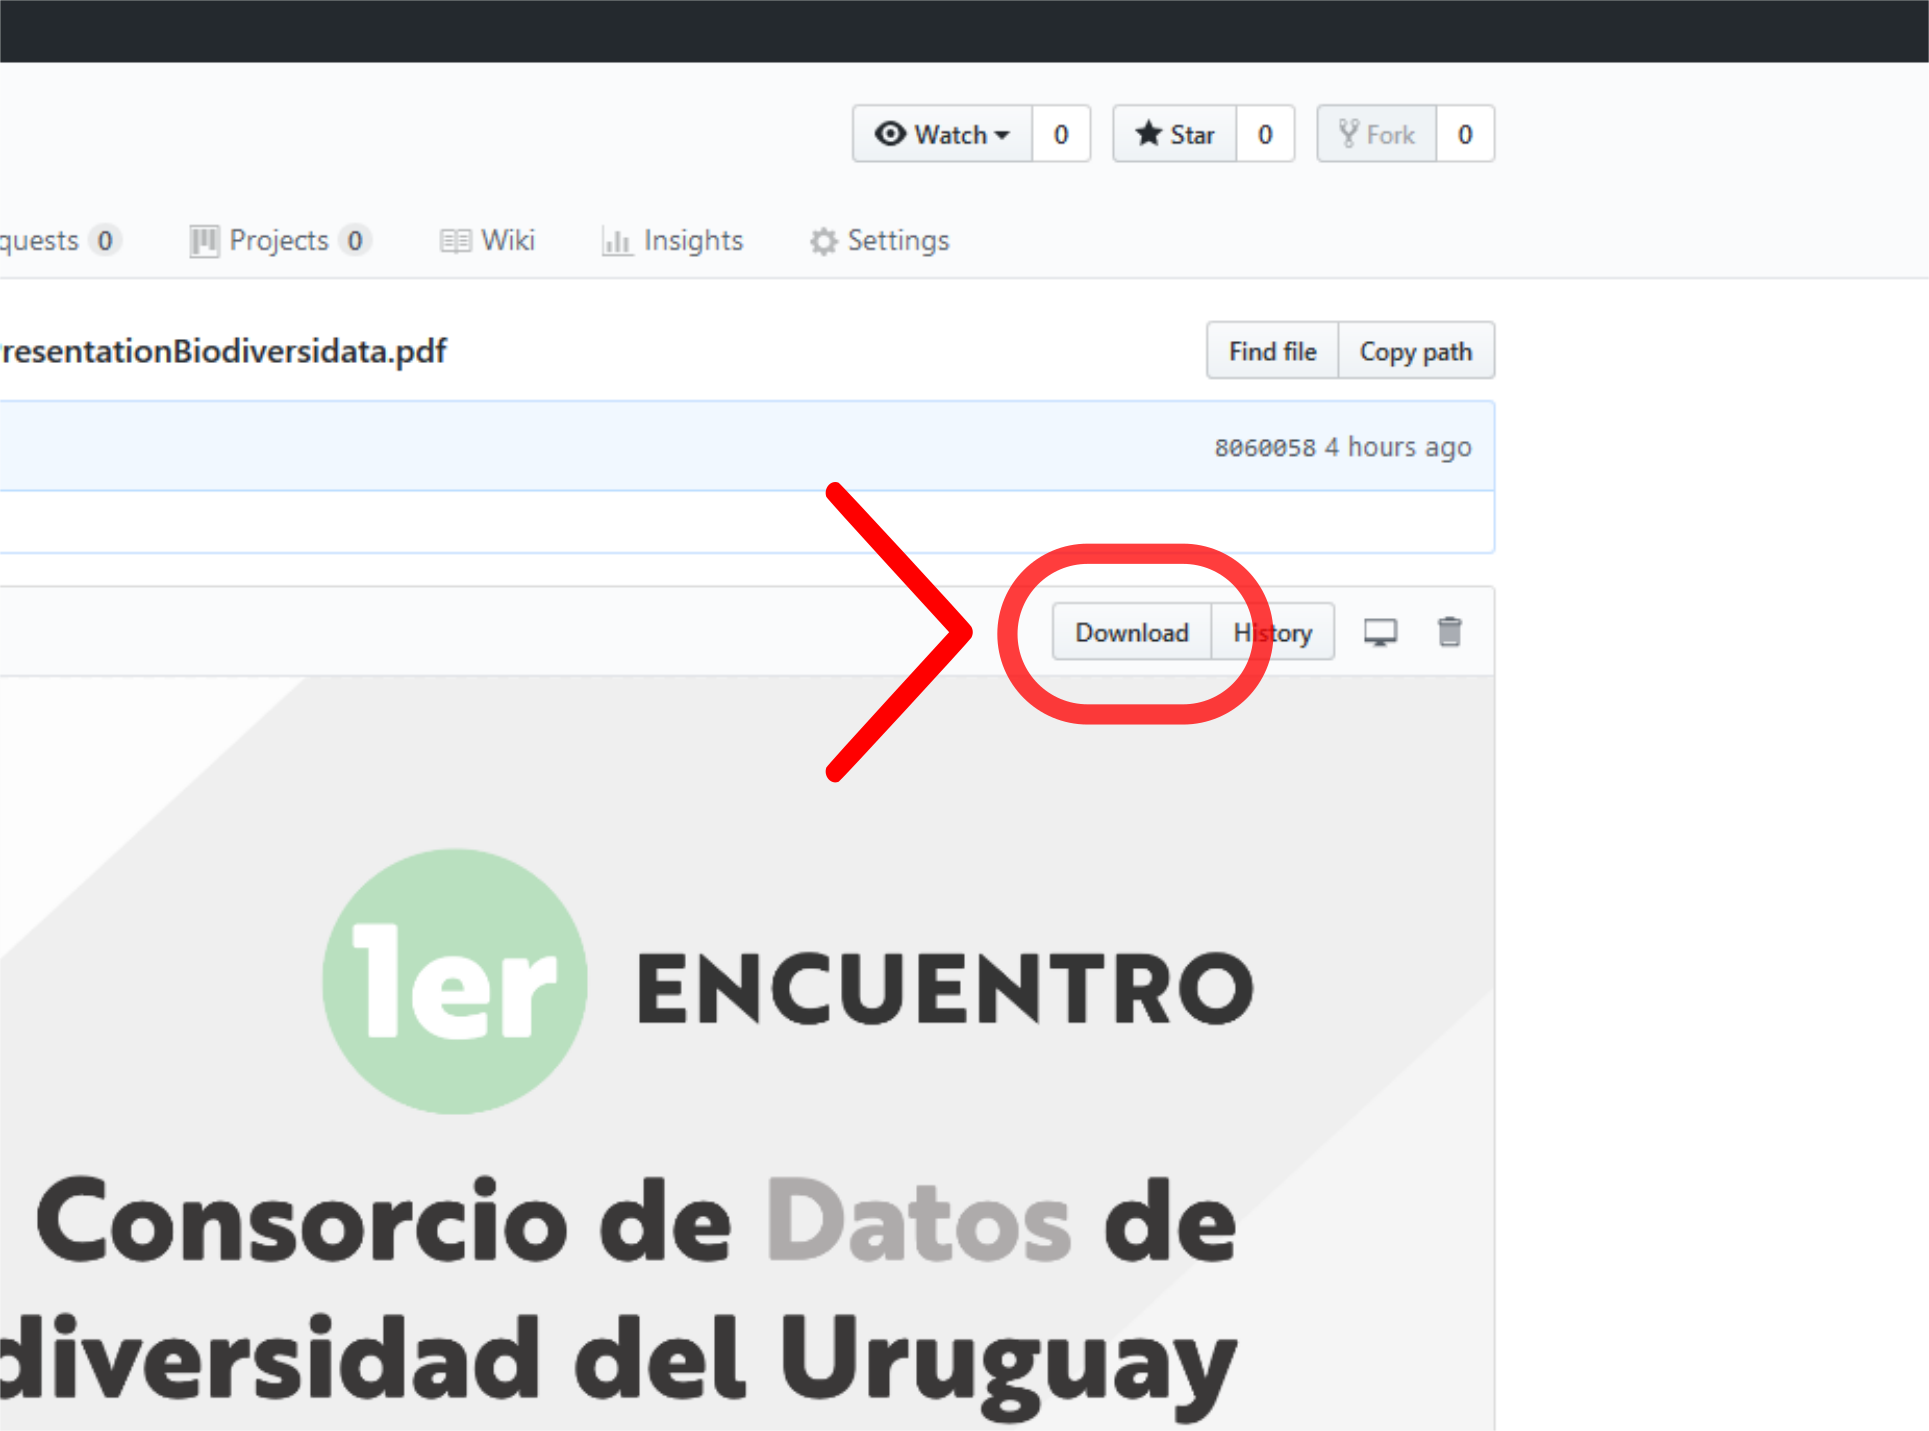 Watch 0 Star 0 Fork 0
quests 0 Projects 0 Wiki Insights Settings
resentationBiodiversidata.pdf Find file Copy path
8060058 4 hours ago
Download History
1er ENCUENTRO
Consorcio de Datos de
diversidad del Uruguay